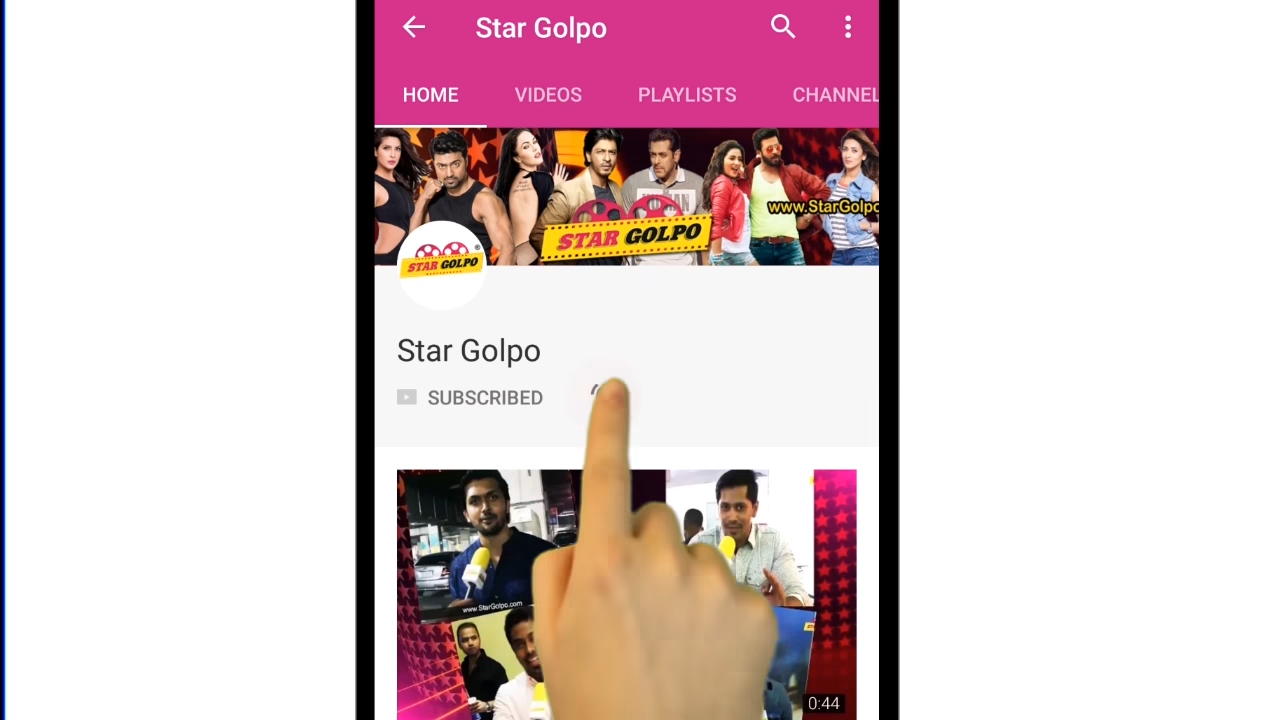 Star Golpo
HOME VIDEOS PLAYLISTS CHANNEL
www.StarGolpo
STAR GOLPO
STAR GOLPO
Star Golpo
SUBSCRIBED
www.StarGolpo.com
0:44